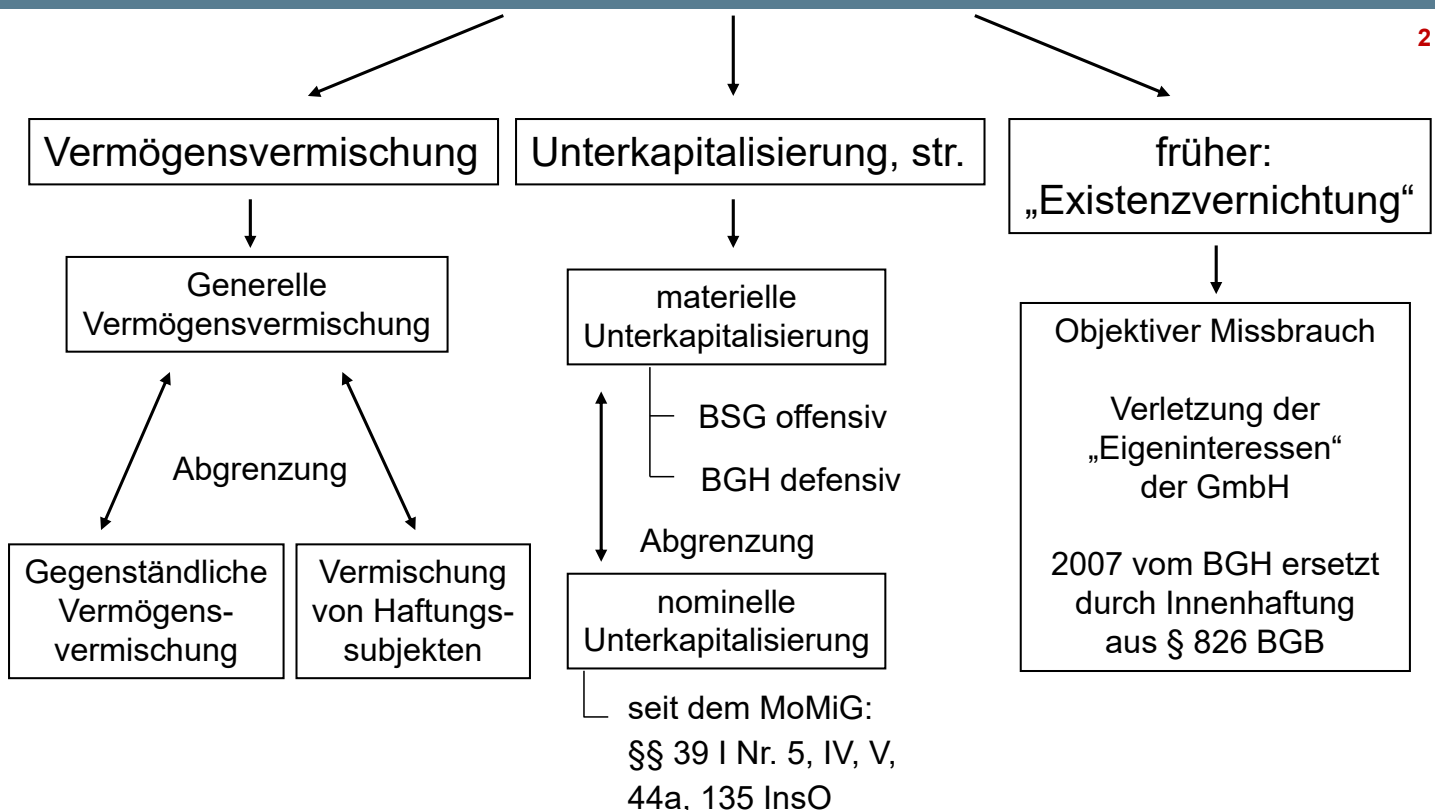 2
Vermögensvermischung
Generelle
Vermögensvermischung
Abgrenzung
Gegenständliche
Vermögens-
vermischung
Vermischung
von Haftungs-
subjekten
Unterkapitalisierung, str.
materielle
Unterkapitalisierung
BSG offensiv
BGH defensiv
Abgrenzung
nominelle
Unterkapitalisierung
seit dem MoMiG:
§§ 39 I Nr. 5, IV, V,
44a, 135 InsO
früher:
„Existenzvernichtung“
Objektiver Missbrauch
Verletzung der
„Eigeninteressen“
der GmbH
2007 vom BGH ersetzt
durch Innenhaftung
aus § 826 BGB